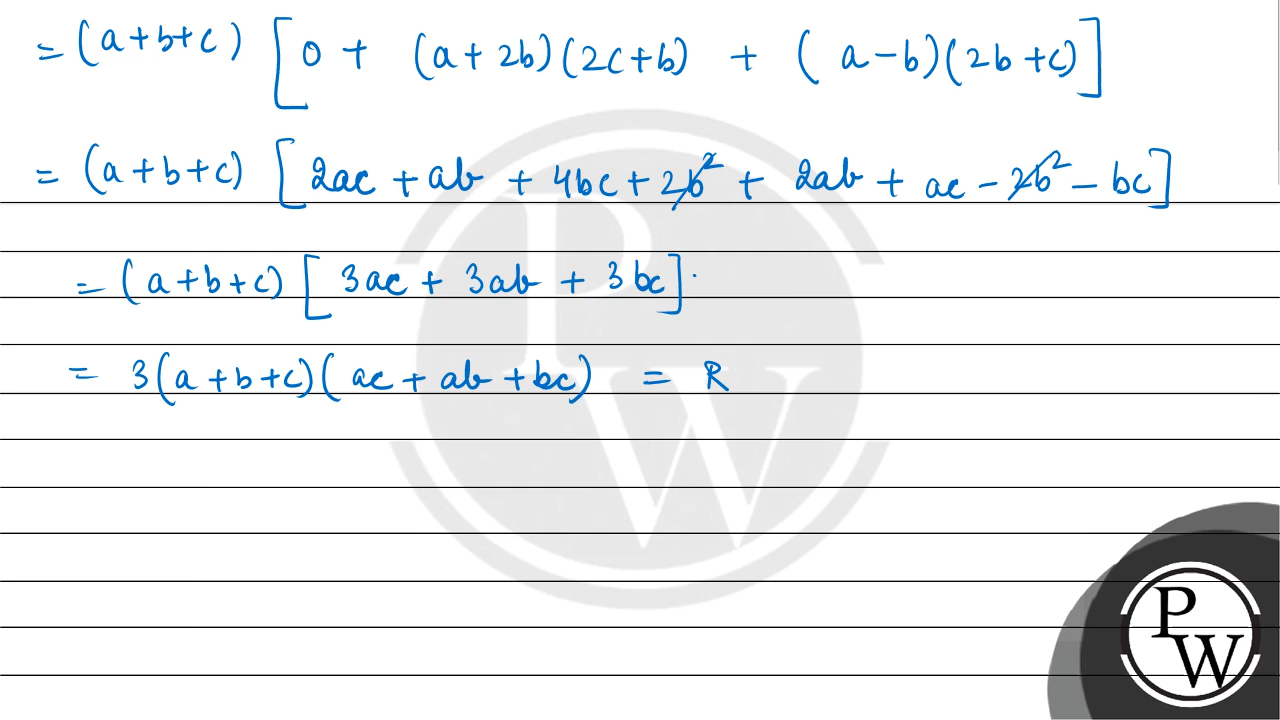 = (a+b+c) [0 + (a+2b)(2c+b) + (a-b)(2b+c)]
= (a+b+c) [2ac + ab + 4bc + 2b² + 2ab + ac - 2b² - bc]
= (a+b+c) [3ac + 3ab + 3bc].
= 3(a+b+c)(ac + ab + bc) = R
PW
PW